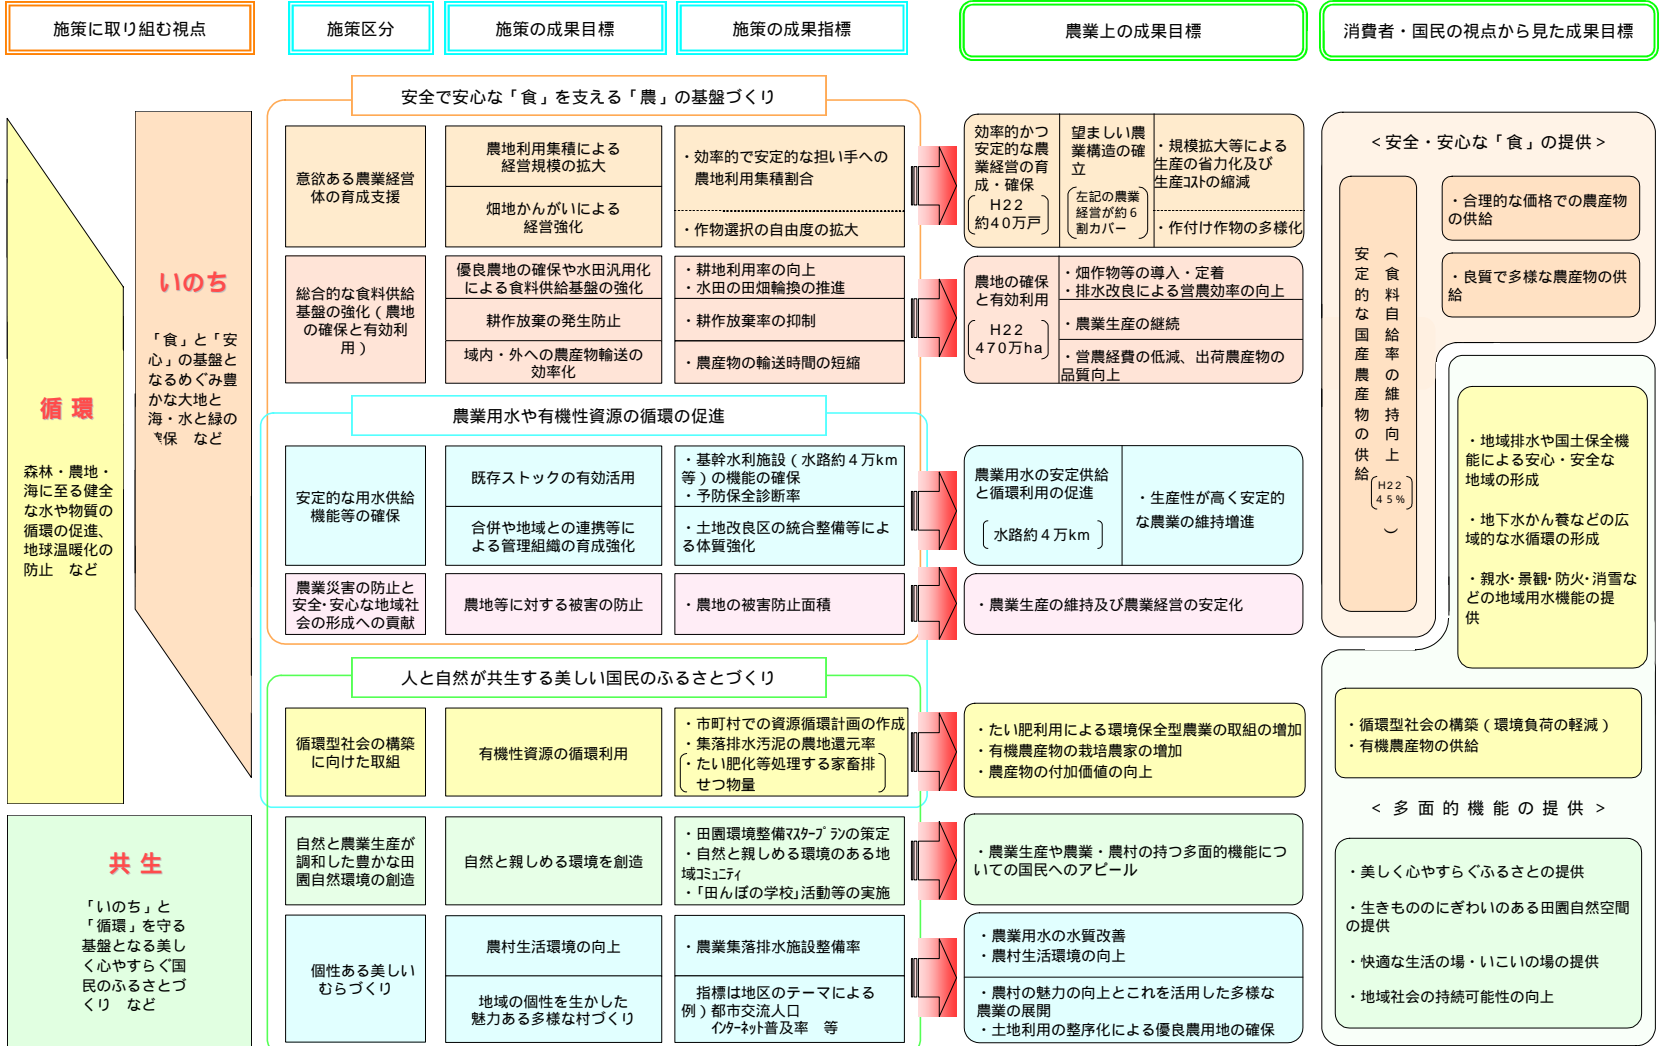 施策に取り組む視点
施策区分
施策の成果目標
施策の成果指標
農業上の成果目標
消費者・国民の視点から見た成果目標
循 環
森林・農地・
海に至る健全
な水や物質の
循環の促進、
地球温暖化の
防止　など
いのち
「食」と「安
心」の基盤と
なるめぐみ豊
かな大地と
海・水と緑の
確保　など
共 生
「いのち」と
「循環」を守る
基盤となる美し
く心やすらぐ国
民のふるさとづ
くり　など
安全で安心な「食」を支える「農」の基盤づくり
意欲ある農業経営
体の育成支援
農地利用集積による
経営規模の拡大
畑地かんがいによる
経営強化
・効率的で安定的な担い手への
農地利用集積割合
・作物選択の自由度の拡大
効率的かつ
安定的な農
業経営の育
成・確保
H22
約40万戸
望ましい農
業構造の確
立
左記の農業
経営が約6
割カバー
・規模拡大等による
生産の省力化及び
生産コストの縮減
・作付け作物の多様化
総合的な食料供給
基盤の強化（農地
の確保と有効利
用）
優良農地の確保や水田汎用化
による食料供給基盤の強化
耕作放棄の発生防止
域内・外への農産物輸送の
効率化
・耕地利用率の向上
・水田の田畑輪換の推進
・耕作放棄率の抑制
・農産物の輸送時間の短縮
農地の確保
と有効利用
H22
470万ha
・畑作物等の導入・定着
・排水改良による営農効率の向上
・農業生産の継続
・営農経費の低減、出荷農産物の
品質向上
農業用水や有機性資源の循環の促進
安定的な用水供給
機能等の確保
既存ストックの有効活用
合併や地域との連携等に
よる管理組織の育成強化
・基幹水利施設（水路約４万km
等）の機能の確保
・予防保全診断率
・土地改良区の統合整備等によ
る体質強化
農業用水の安定供給
と循環利用の促進
水路約４万km
・生産性が高く安定的
な農業の維持増進
農業災害の防止と
安全・安心な地域社
会の形成への貢献
農地等に対する被害の防止
・農地の被害防止面積
・農業生産の維持及び農業経営の安定化
人と自然が共生する美しい国民のふるさとづくり
循環型社会の構築
に向けた取組
有機性資源の循環利用
・市町村での資源循環計画の作成
・集落排水汚泥の農地還元率
・たい肥化等処理する家畜排
せつ物量
・たい肥利用による環境保全型農業の取組の増加
・有機農産物の栽培農家の増加
・農産物の付加価値の向上
自然と農業生産が
調和した豊かな田
園自然環境の創造
自然と親しめる環境を創造
・田園環境整備マスタープランの策定
・自然と親しめる環境のある地
域コミュニティ
・「田んぼの学校」活動等の実施
・農業生産や農業・農村の持つ多面的機能につ
いての国民へのアピール
個性ある美しい
むらづくり
農村生活環境の向上
地域の個性を生かした
魅力ある多様な村づくり
・農業集落排水施設整備率
指標は地区のテーマによる
例）都市交流人口
インターネット普及率　等
・農業用水の水質改善
・農村生活環境の向上
・農村の魅力の向上とこれを活用した多様な
農業の展開
・土地利用の整序化による優良農用地の確保
＜安全・安心な「食」の提供＞
安定的な国産農産物の供給
（食料自給率の維持向上
H22
45%
）
・合理的な価格での農産物
の供給
・良質で多様な農産物の供
給
・地域排水や国土保全機
能による安心・安全な
地域の形成
・地下水かん養などの広
域的な水循環の形成
・親水・景観・防火・消雪な
どの地域用水機能の提
供
・循環型社会の構築（環境負荷の軽減）
・有機農産物の供給
＜多面的機能の提供＞
・美しく心やすらぐふるさとの提供
・生きもののにぎわいのある田園自然空間
の提供
・快適な生活の場・いこいの場の提供
・地域社会の持続可能性の向上